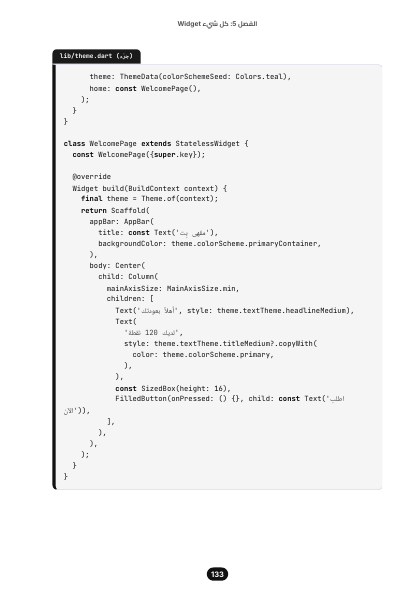 الفصل 5: كل شيء Widget
lib/theme.dart (جزء)
theme: ThemeData(colorSchemeSeed: Colors.teal),
home: const WelcomePage(),
);
}
}
class WelcomePage extends StatelessWidget {
const WelcomePage({super.key});
@override
Widget build(BuildContext context) {
final theme = Theme.of(context);
return Scaffold(
appBar: AppBar(
title: const Text('مقهى بت'),
backgroundColor: theme.colorScheme.primaryContainer,
),
body: Center(
child: Column(
mainAxisSize: MainAxisSize.min,
children: [
Text('أهلاً بعودتك', style: theme.textTheme.headlineMedium),
Text(
'لديك 120 نقطة',
style: theme.textTheme.titleMedium?.copyWith(
color: theme.colorScheme.primary,
),
),
const SizedBox(height: 16),
FilledButton(onPressed: () {}, child: const Text('اطلب
الآن')),
],
),
),
);
}
}
133